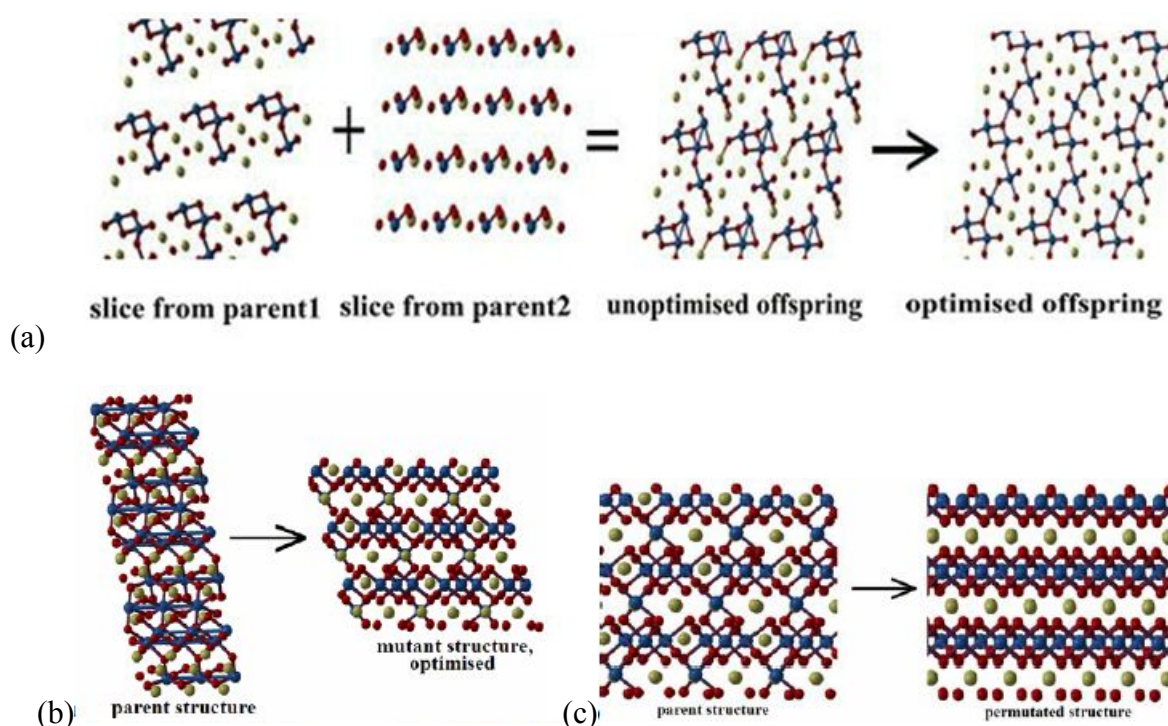 + = →
slice from parent1 slice from parent2 unoptimised offspring optimised offspring
(a)
mutant structure,
optimised
(b) parent structure (c) parent structure permutated structure